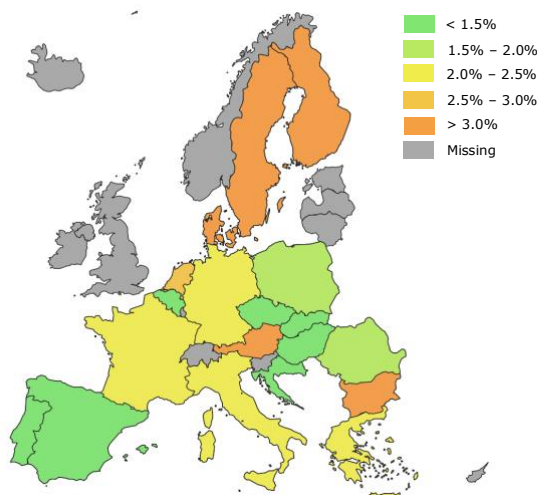 < 1.5%
1.5% – 2.0%
2.0% – 2.5%
2.5% – 3.0%
> 3.0%
Missing